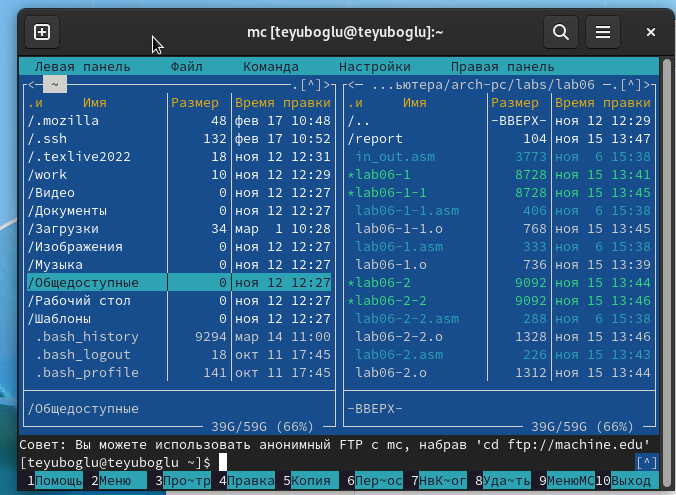 mc [teyuboglu@teyuboglu]:~
Левая панель Файл Команда Настройки Правая панель
<─ ~ ─.[^]> <─ ...ьютера/arch-pc/labs/lab06 ─.[^]>
.и Имя Размер Время правки .и Имя Размер Время правки
/.mozilla 48 фев 17 10:48 /.. -ВВЕРХ- ноя 12 12:29
/.ssh 132 фев 17 10:52 /report 104 ноя 15 13:47
/.texlive2022 18 ноя 12 12:31 in_out.asm 3773 ноя 6 15:38
/work 10 ноя 12 12:29 *lab06-1 8728 ноя 15 13:41
/Видео 0 ноя 12 12:27 *lab06-1-1 8728 ноя 15 13:45
/Документы 0 ноя 12 12:27 lab06-1-1.asm 406 ноя 6 15:38
/Загрузки 34 мар 1 10:28 lab06-1-1.o 768 ноя 15 13:45
/Изображения 0 ноя 12 12:27 lab06-1.asm 333 ноя 6 15:38
/Музыка 0 ноя 12 12:27 lab06-1.o 736 ноя 15 13:39
/Общедоступные 0 ноя 12 12:27 *lab06-2 9092 ноя 15 13:44
/Рабочий стол 0 ноя 12 12:27 *lab06-2-2 9092 ноя 15 13:46
/Шаблоны 0 ноя 12 12:27 lab06-2-2.asm 288 ноя 6 15:38
.bash_history 9294 мар 14 11:00 lab06-2-2.o 1328 ноя 15 13:46
.bash_logout 18 окт 11 17:45 lab06-2.asm 226 ноя 15 13:43
.bash_profile 141 окт 11 17:45 lab06-2.o 1312 ноя 15 13:44
/Общедоступные -ВВЕРХ-
39G/59G (66%) 39G/59G (66%)
Совет: Вы можете использовать анонимный FTP с mc, набрав 'cd ftp://machine.edu'
[teyuboglu@teyuboglu ~]$ [^]
1Помощь 2Меню 3Про~тр 4Правка 5Копия 6Пер~ос 7НвК~ог 8Уда~ть 9МенюMC 10Выход